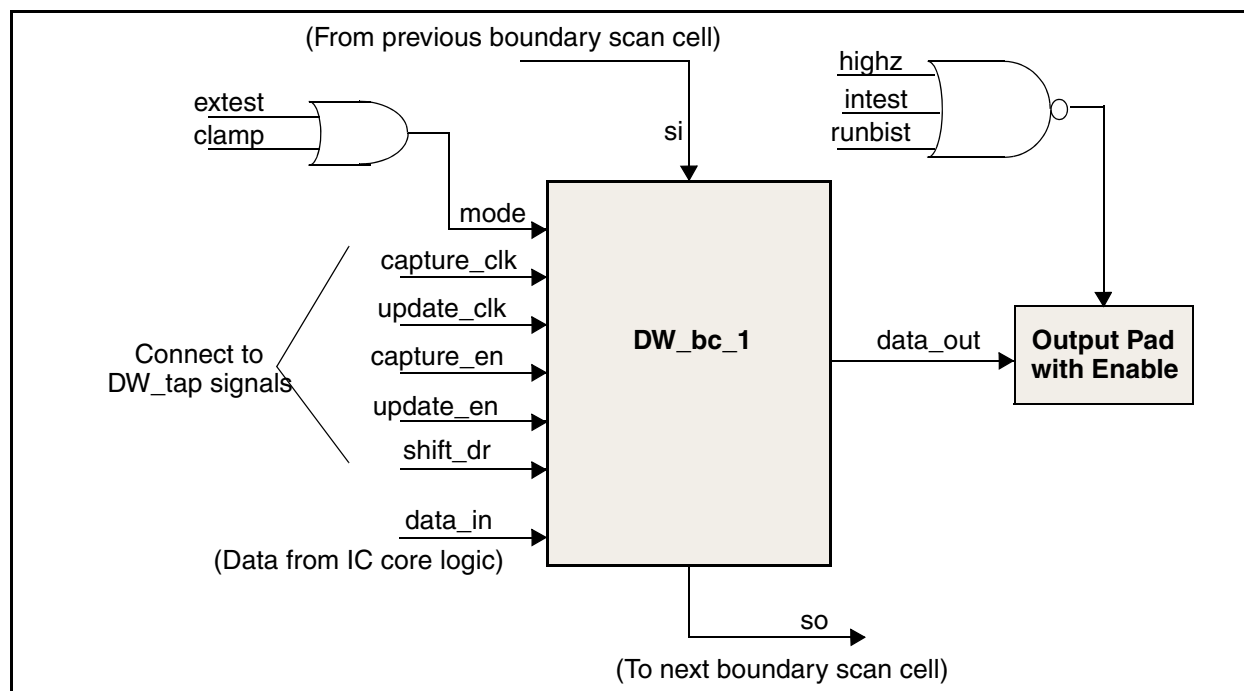 (From previous boundary scan cell)
highz
intest
runbist
extest
clamp
si
mode
capture_clk
update_clk
capture_en
update_en
shift_dr
Connect to
DW_tap signals
data_in
(Data from IC core logic)
DW_bc_1
data_out
Output Pad
with Enable
so
(To next boundary scan cell)